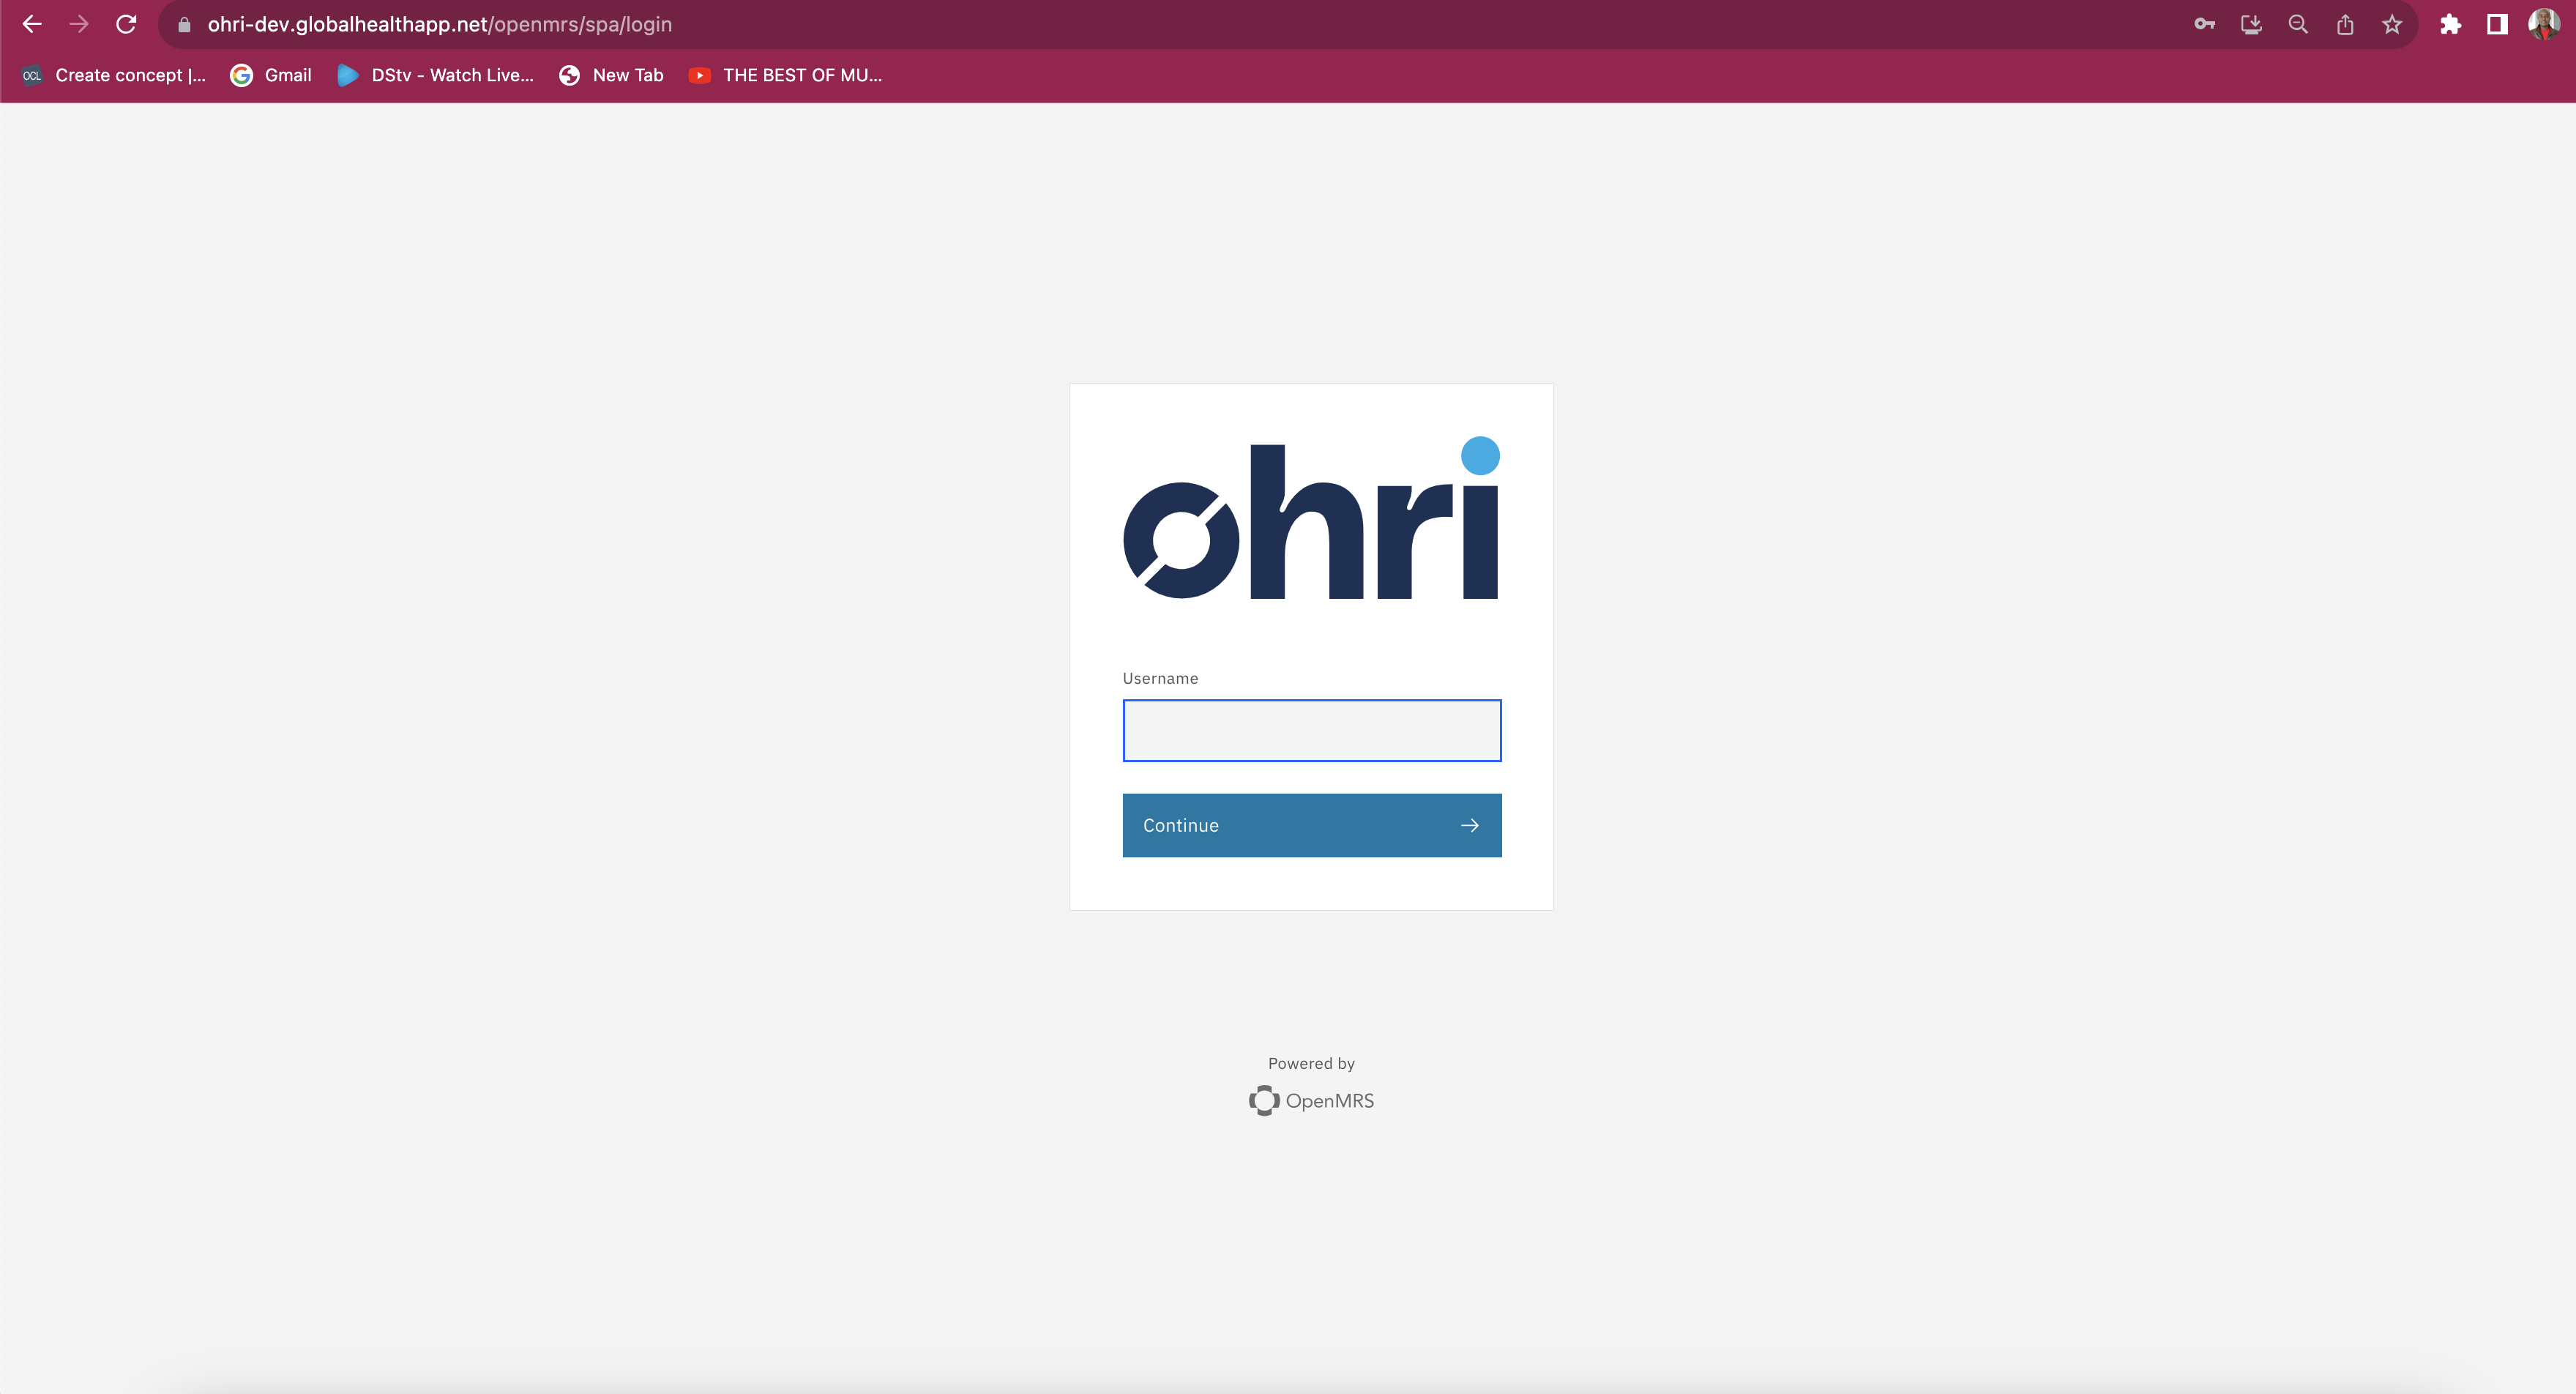 ohri-dev.globalhealthapp.net/openmrs/spa/login
OCL Create concept |... Gmail DStv - Watch Live... New Tab THE BEST OF MU...
ohri
Username
Continue
Powered by
OpenMRS